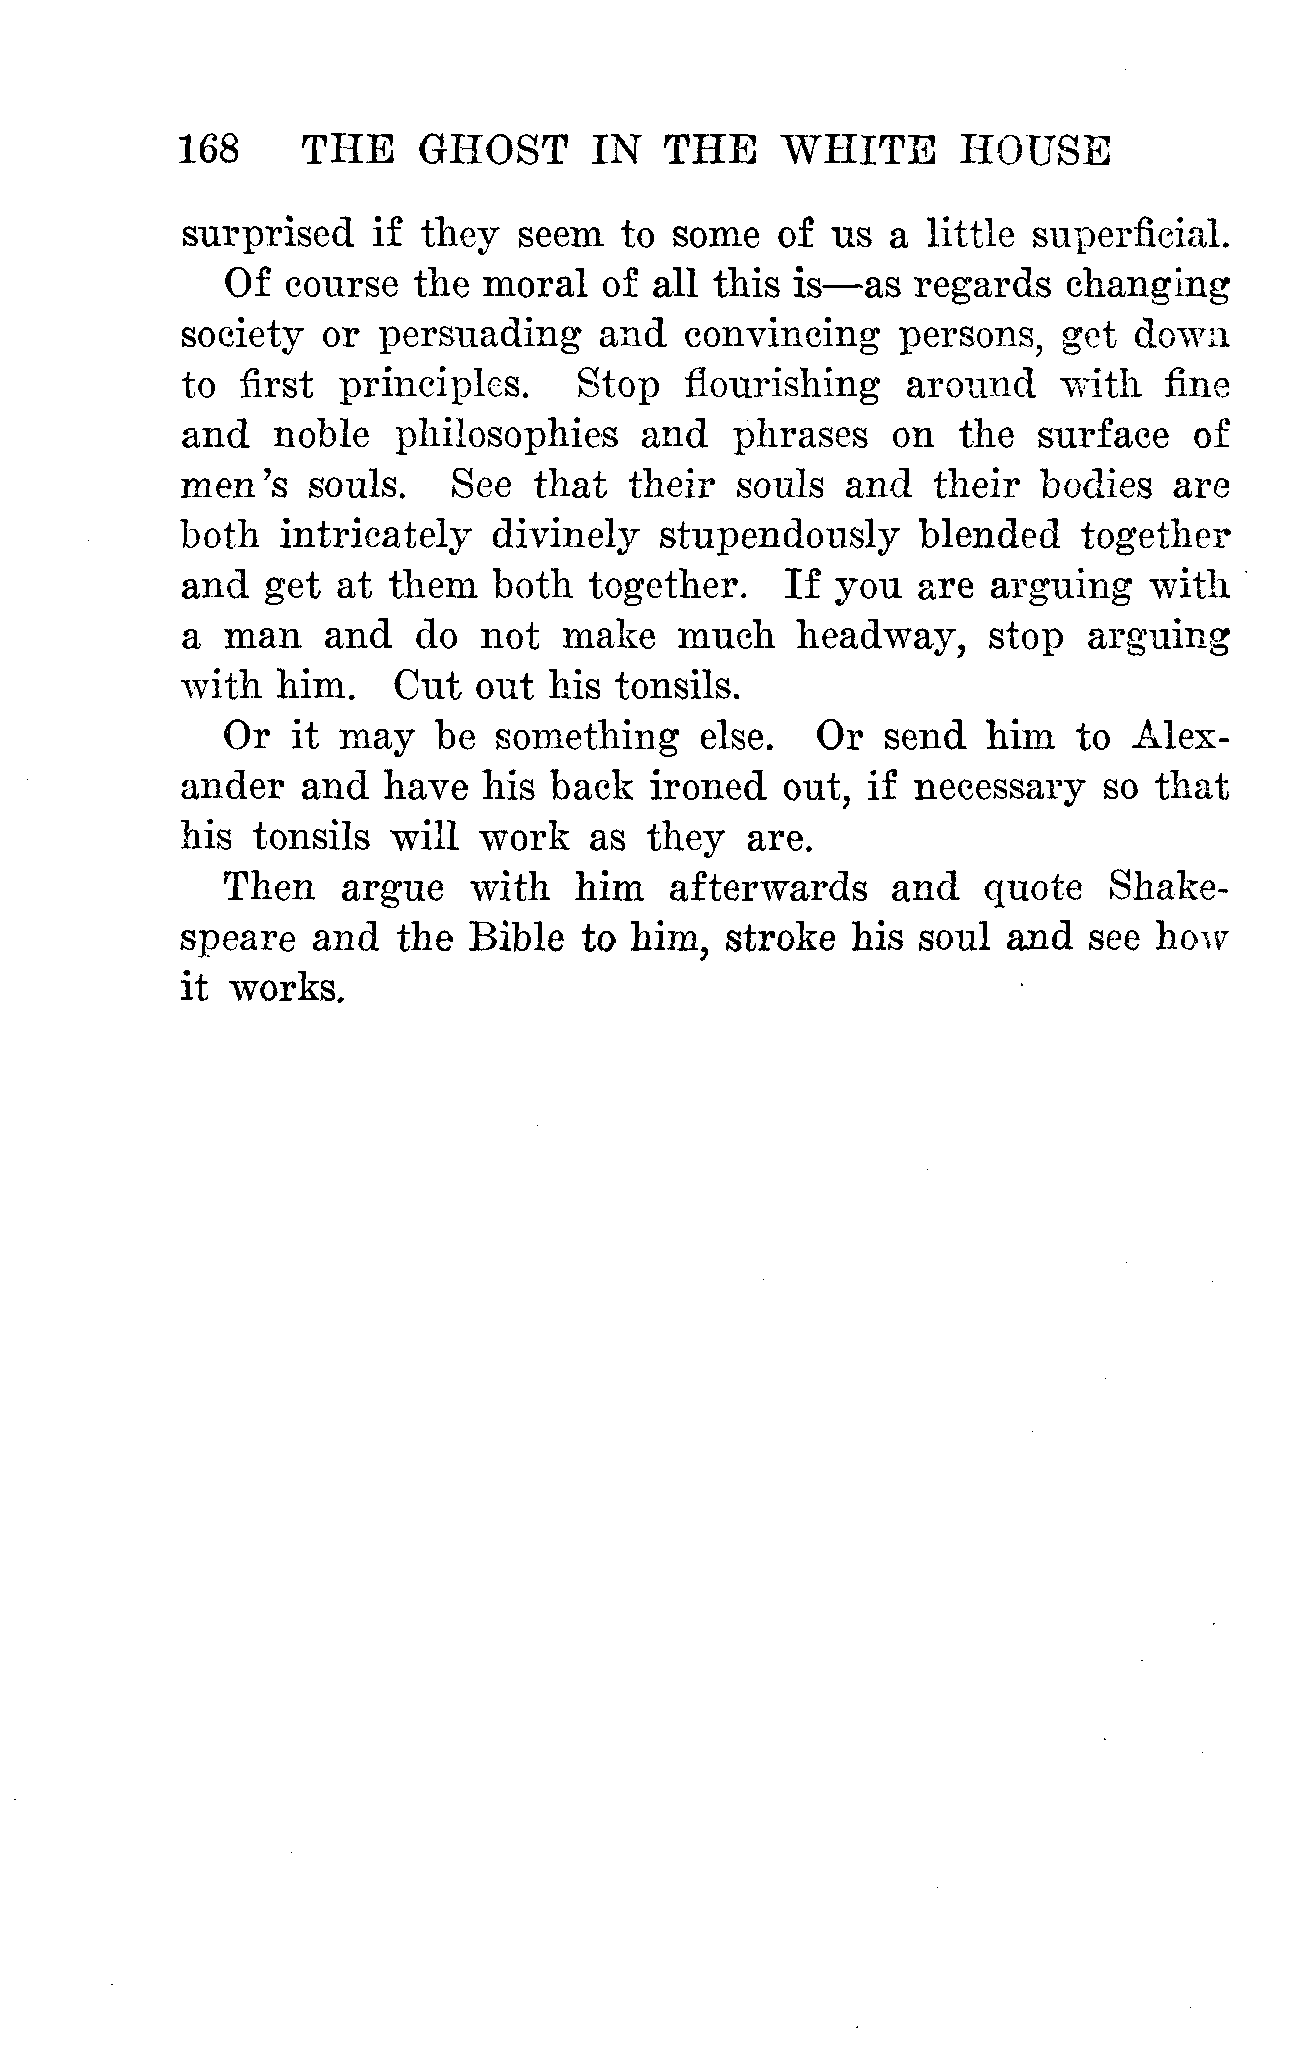 168 THE GHOST IN THE WHITE HOUSE
surprised if they seem to some of us a little superficial.
Of course the moral of all this is—as regards changing
society or persuading and convincing persons, get down
to first principles. Stop flourishing around with fine
and noble philosophies and phrases on the surface of
men's souls. See that their souls and their bodies are
both intricately divinely stupendously blended together
and get at them both together. If you are arguing with
a man and do not make much headway, stop arguing
with him. Cut out his tonsils.
Or it may be something else. Or send him to Alex-
ander and have his back ironed out, if necessary so that
his tonsils will work as they are.
Then argue with him afterwards and quote Shake-
speare and the Bible to him, stroke his soul and see how
it works.